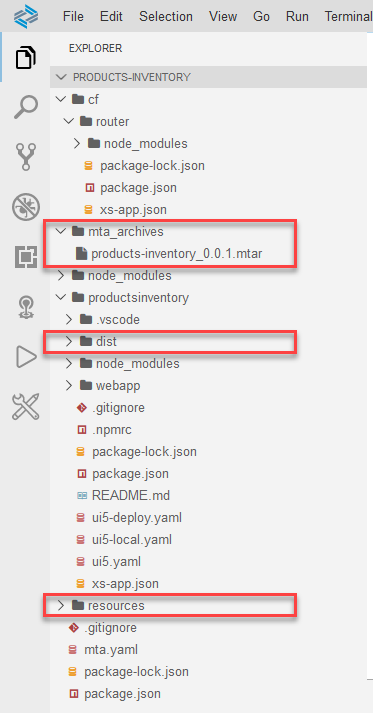 File Edit Selection View Go Run Terminal
EXPLORER
PRODUCTS-INVENTORY
cf
router
node_modules
package-lock.json
package.json
xs-app.json
mta_archives
products-inventory_0.0.1.mtar
node_modules
productsinventory
.vscode
dist
node_modules
webapp
.gitignore
.npmrc
package-lock.json
package.json
README.md
ui5-deploy.yaml
ui5-local.yaml
ui5.yaml
xs-app.json
resources
.gitignore
mta.yaml
package-lock.json
package.json